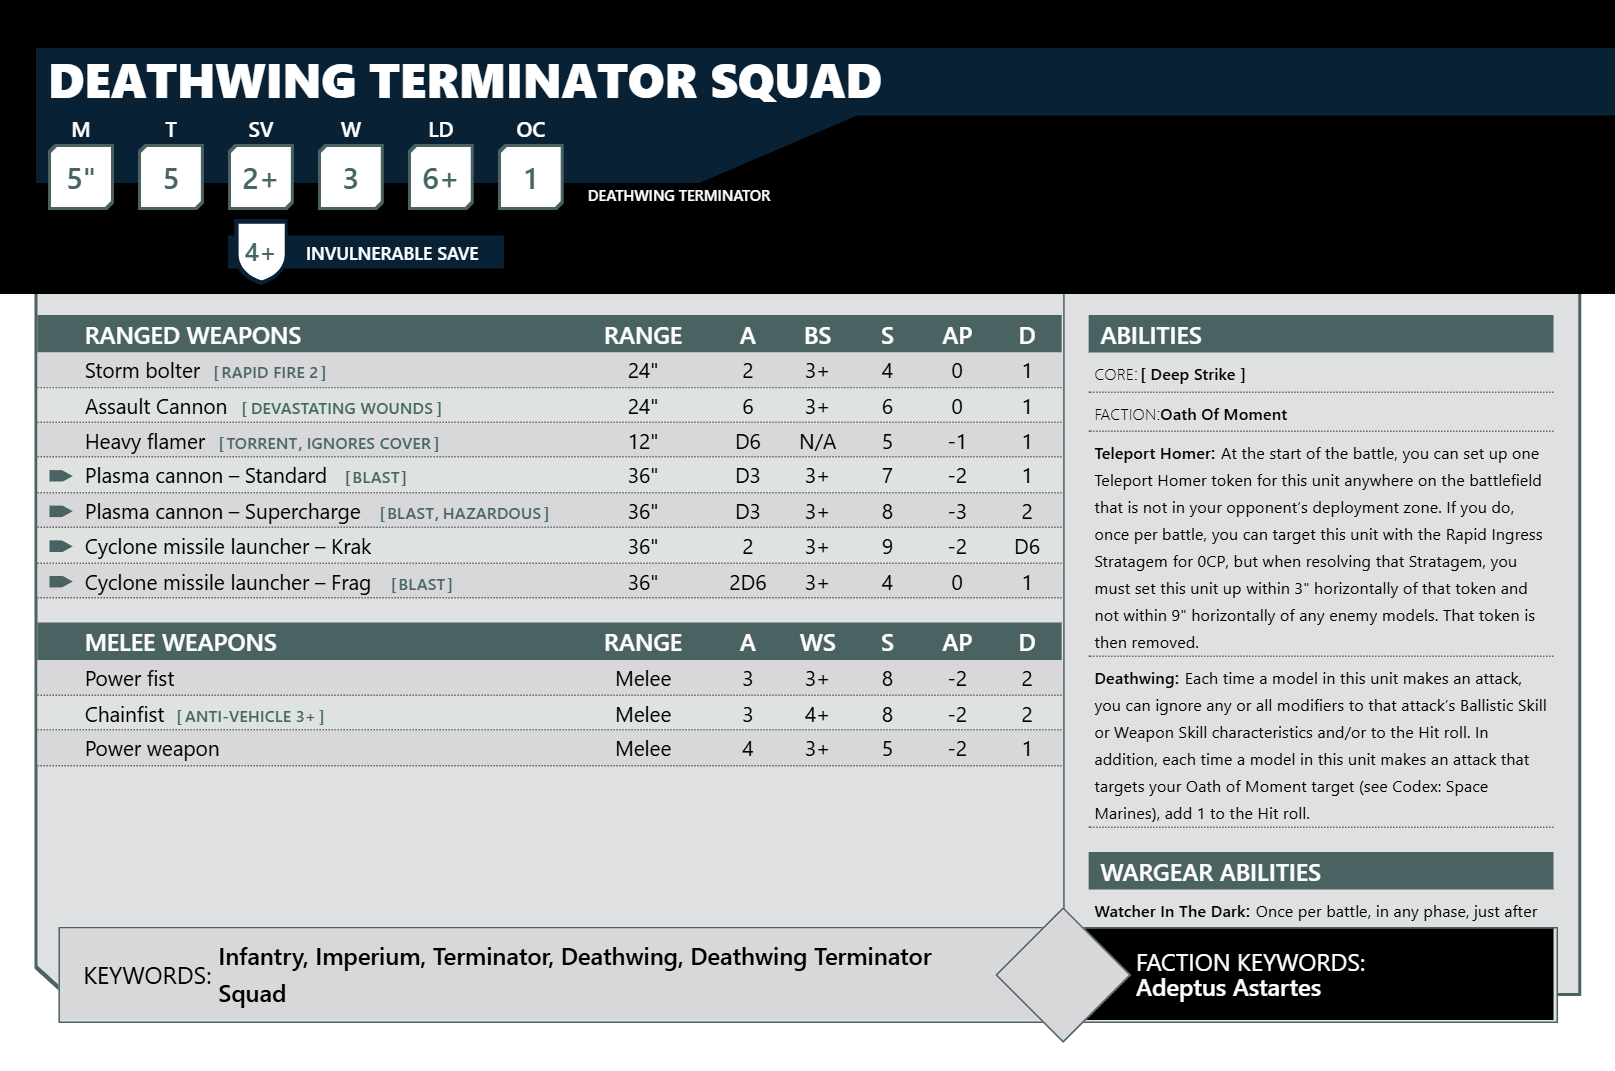 DEATHWING TERMINATOR SQUAD
M T SV W LD OC
5" 5 2+ 3 6+ 1
DEATHWING TERMINATOR
4+ INVULNERABLE SAVE
RANGED WEAPONS RANGE A BS S AP D
Storm bolter [RAPID FIRE 2] 24" 2 3+ 4 0 1
Assault Cannon [ DEVASTATING WOUNDS ] 24" 6 3+ 6 0 1
Heavy flamer [TORRENT, IGNORES COVER] 12" D6 N/A 5 -1 1
Plasma cannon – Standard [BLAST] 36" D3 3+ 7 -2 1
Plasma cannon – Supercharge [BLAST, HAZARDOUS] 36" D3 3+ 8 -3 2
Cyclone missile launcher – Krak 36" 2 3+ 9 -2 D6
Cyclone missile launcher – Frag [BLAST] 36" 2D6 3+ 4 0 1
MELEE WEAPONS RANGE A WS S AP D
Power fist Melee 3 3+ 8 -2 2
Chainfist [ANTI-VEHICLE 3+] Melee 3 4+ 8 -2 2
Power weapon Melee 4 3+ 5 -2 1
ABILITIES
CORE: [ Deep Strike ]
FACTION:Oath Of Moment
Teleport Homer: At the start of the battle, you can set up one
Teleport Homer token for this unit anywhere on the battlefield
that is not in your opponent’s deployment zone. If you do,
once per battle, you can target this unit with the Rapid Ingress
Stratagem for 0CP, but when resolving that Stratagem, you
must set this unit up within 3" horizontally of that token and
not within 9" horizontally of any enemy models. That token is
then removed.
Deathwing: Each time a model in this unit makes an attack,
you can ignore any or all modifiers to that attack’s Ballistic Skill
or Weapon Skill characteristics and/or to the Hit roll. In
addition, each time a model in this unit makes an attack that
targets your Oath of Moment target (see Codex: Space
Marines), add 1 to the Hit roll.
WARGEAR ABILITIES
Watcher In The Dark: Once per battle, in any phase, just after
KEYWORDS: Infantry, Imperium, Terminator, Deathwing, Deathwing Terminator
Squad
FACTION KEYWORDS:
Adeptus Astartes